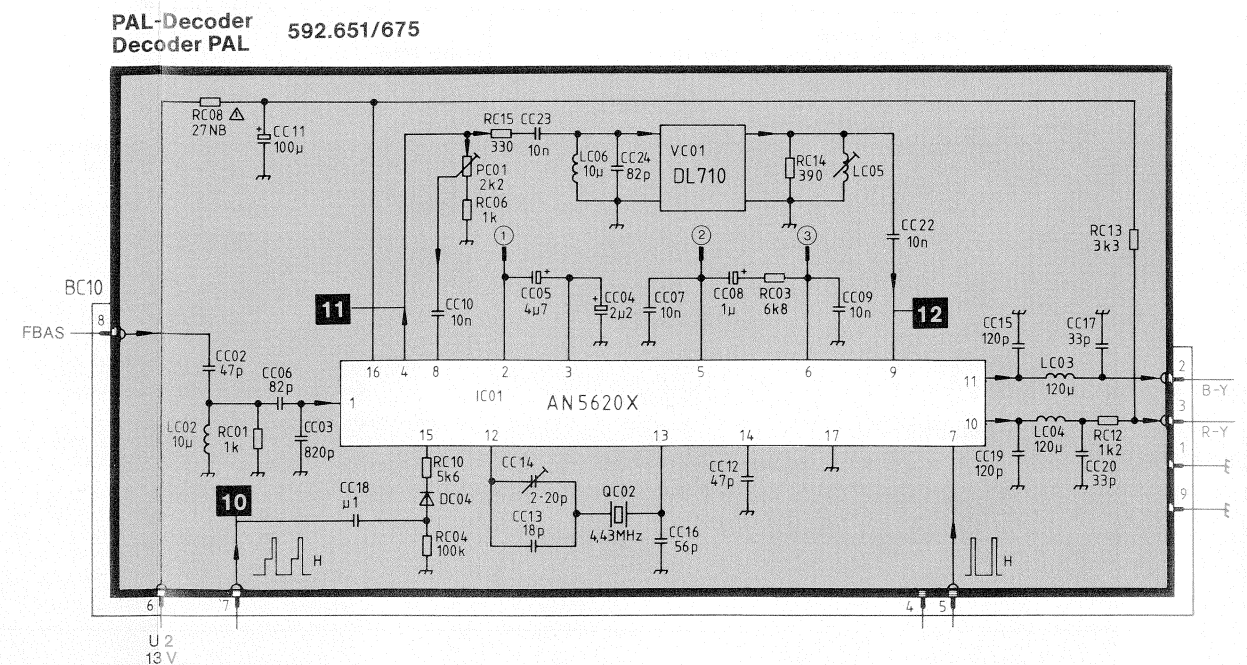 PAL-Decoder
Decoder PAL
592.651/675
RC08
27NB
CC11
100µ
+
RC15
330
CC23
10n
PC01
2k2
RC06
1k
LC06
10µ
CC24
82p
VC01
DL710
RC14
390
LC05
CC22
10n
RC13
3k3
1
2
3
BC10
8
FBAS
11
CC10
10n
+
CC05
4µ7
+
CC04
2µ2
CC07
10n
+
CC08
1µ
RC03
6k8
CC09
10n
12
CC15
120p
CC17
33p
CC02
47p
CC06
82p
16
4
8
2
3
5
6
9
11
LC03
120µ
2
B-Y
1
IC01
AN5620X
3
R-Y
LC02
10µ
RC01
1k
CC03
820p
15
12
13
14
17
7
10
LC04
120µ
RC12
1k2
1
RC10
5k6
CC14
2-20p
CC12
47p
CC19
120p
CC20
33p
9
10
CC18
µ1
DC04
RC04
100k
CC13
18p
QC02
4,43MHz
CC16
56p
H
H
6
7
4
5
U2
13V